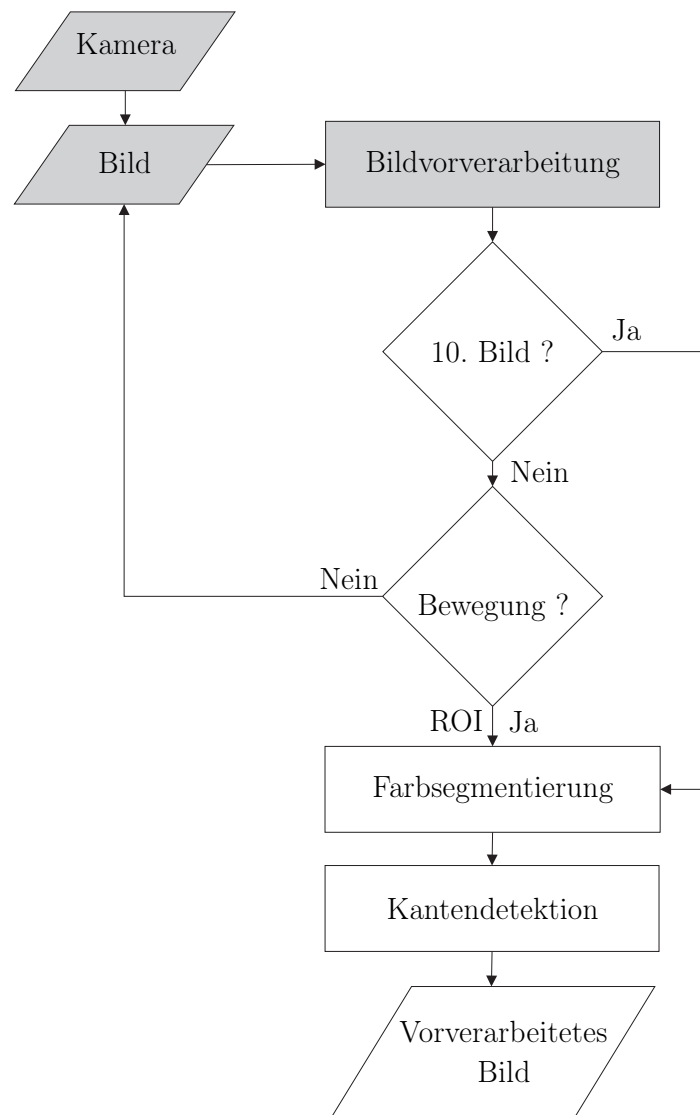 Kamera
Bild
Bildvorverarbeitung
10. Bild ?
Ja
Nein
Nein
Bewegung ?
ROI
Ja
Farbsegmentierung
Kantendetektion
Vorverarbeitetes
Bild